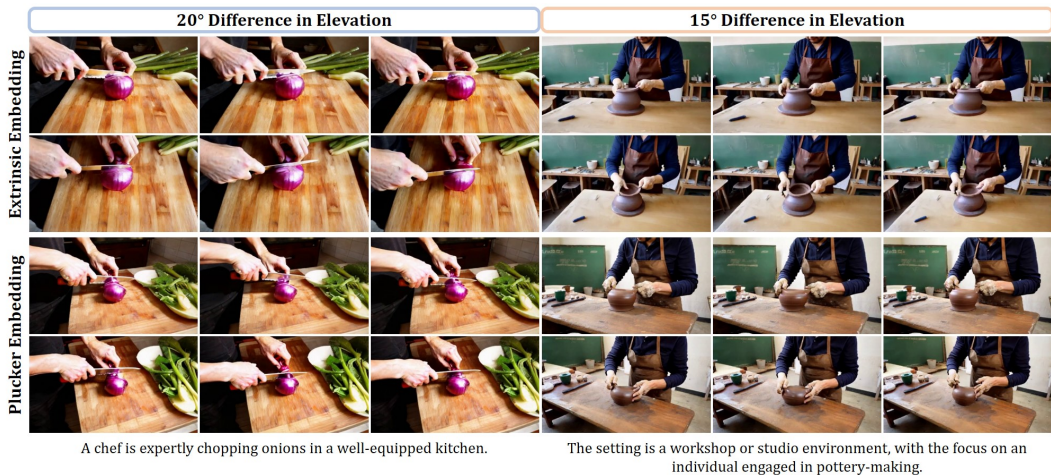 20° Difference in Elevation
15° Difference in Elevation
Extrinsic Embedding
Plucker Embedding
A chef is expertly chopping onions in a well-equipped kitchen.
The setting is a workshop or studio environment, with the focus on an
individual engaged in pottery-making.